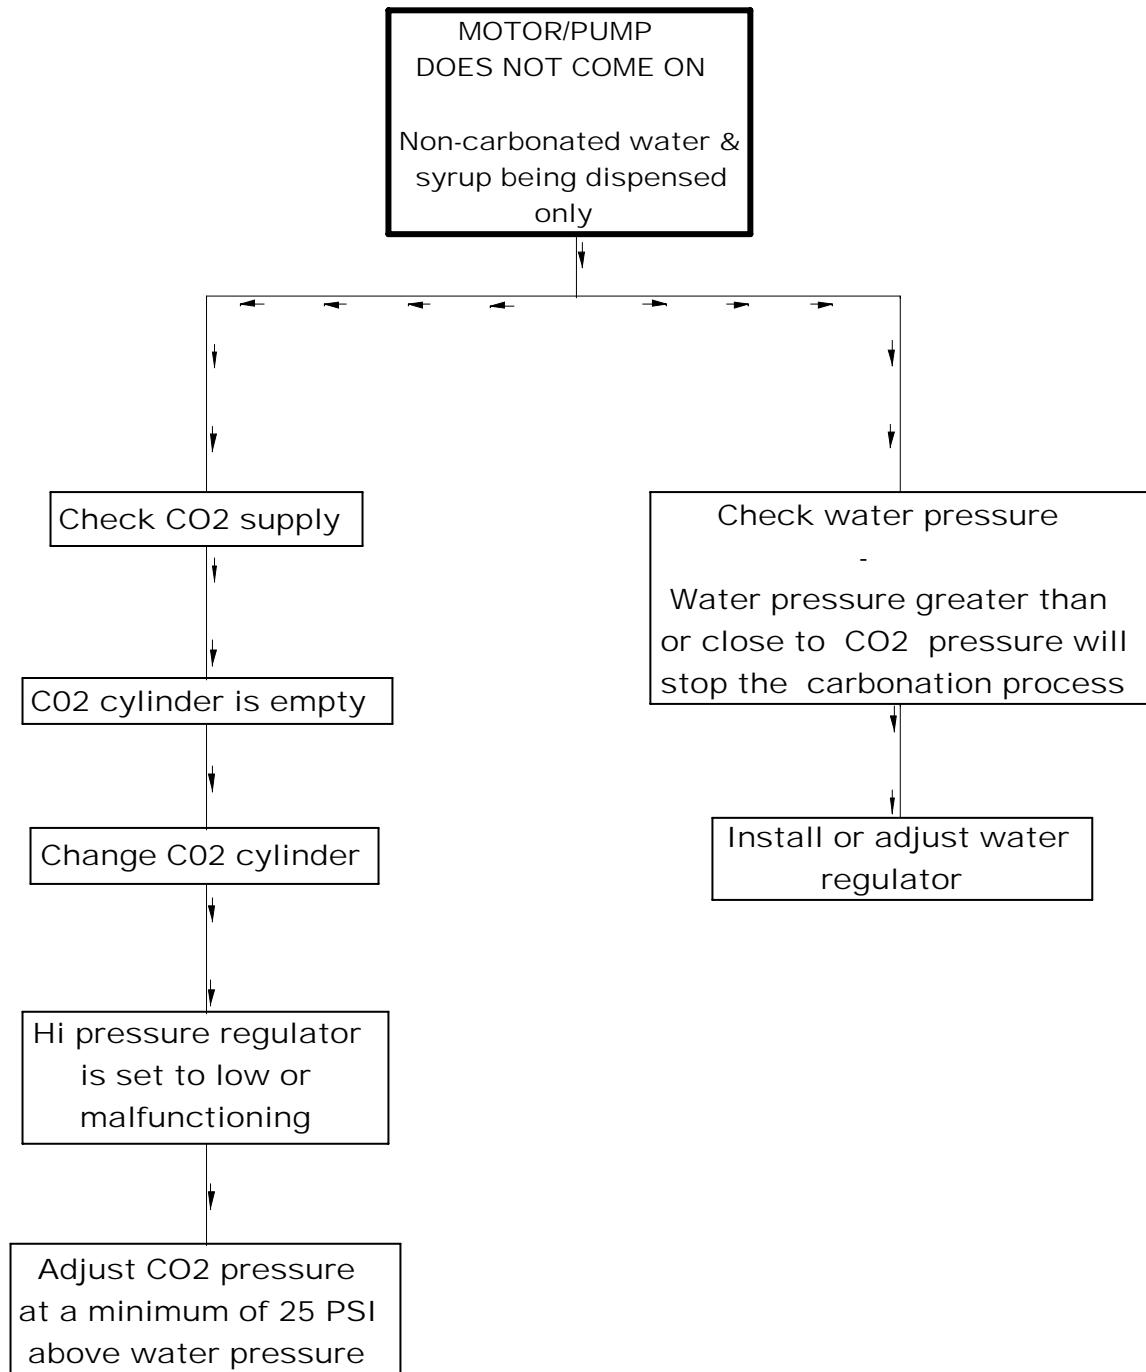 MOTOR/PUMP
DOES NOT COME ON
Non-carbonated water &
syrup being dispensed
only
Check CO2 supply
C02 cylinder is empty
Change C02 cylinder
Hi pressure regulator
is set to low or
malfunctioning
Adjust CO2 pressure
at a minimum of 25 PSI
above water pressure
Check water pressure
-
Water pressure greater than
or close to CO2 pressure will
stop the carbonation process
Install or adjust water
regulator